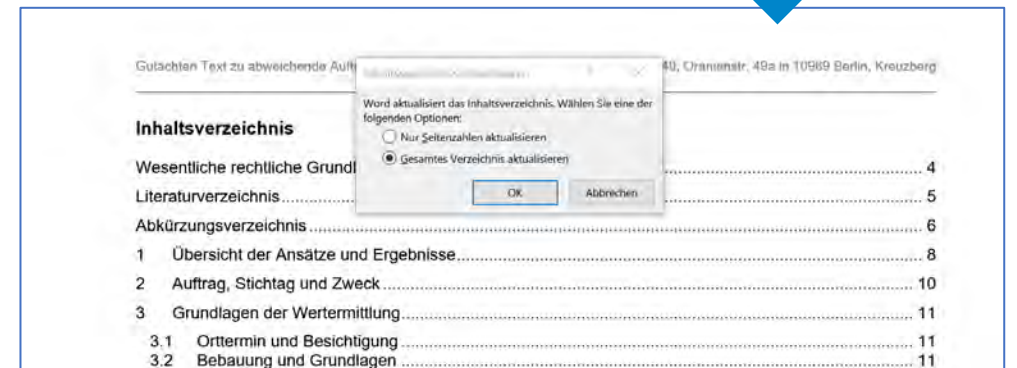 Gutachten Text zu abweichende Auft 40, Oranienstr. 49a in 10969 Berlin, Kreuzberg
Word aktualisiert das Inhaltsverzeichnis. Wählen Sie eine der
folgenden Optionen:
Nur Seitenzahlen aktualisieren
Gesamtes Verzeichnis aktualisieren
OK Abbrechen
Inhaltsverzeichnis
Wesentliche rechtliche Grundl 4
Literaturverzeichnis 5
Abkürzungsverzeichnis 6
1 Übersicht der Ansätze und Ergebnisse 8
2 Auftrag, Stichtag und Zweck 10
3 Grundlagen der Wertermittlung 11
3.1 Orttermin und Besichtigung 11
3.2 Bebauung und Grundlagen 11